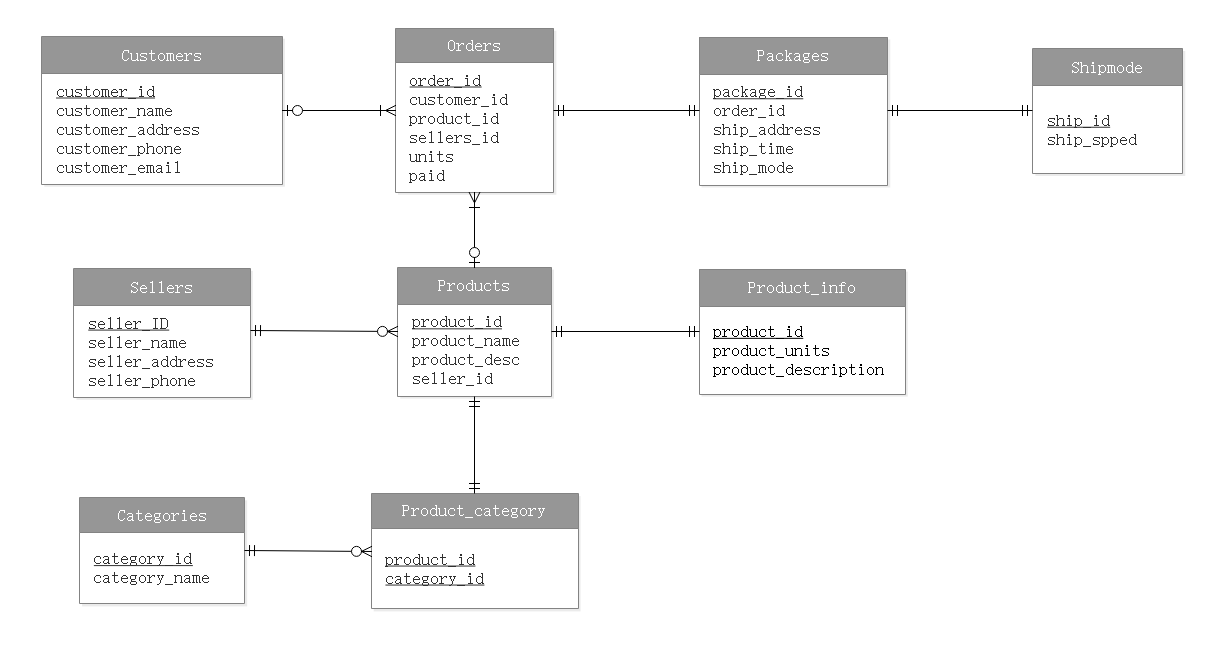 Customers
customer_id
customer_name
customer_address
customer_phone
customer_email
Orders
order_id
customer_id
product_id
sellers_id
units
paid
Packages
package_id
order_id
ship_address
ship_time
ship_mode
Shipmode
ship_id
ship_spped
Sellers
seller_ID
seller_name
seller_address
seller_phone
Products
product_id
product_name
product_desc
seller_id
Product_info
product_id
product_units
product_description
Categories
category_id
category_name
Product_category
product_id
category_id